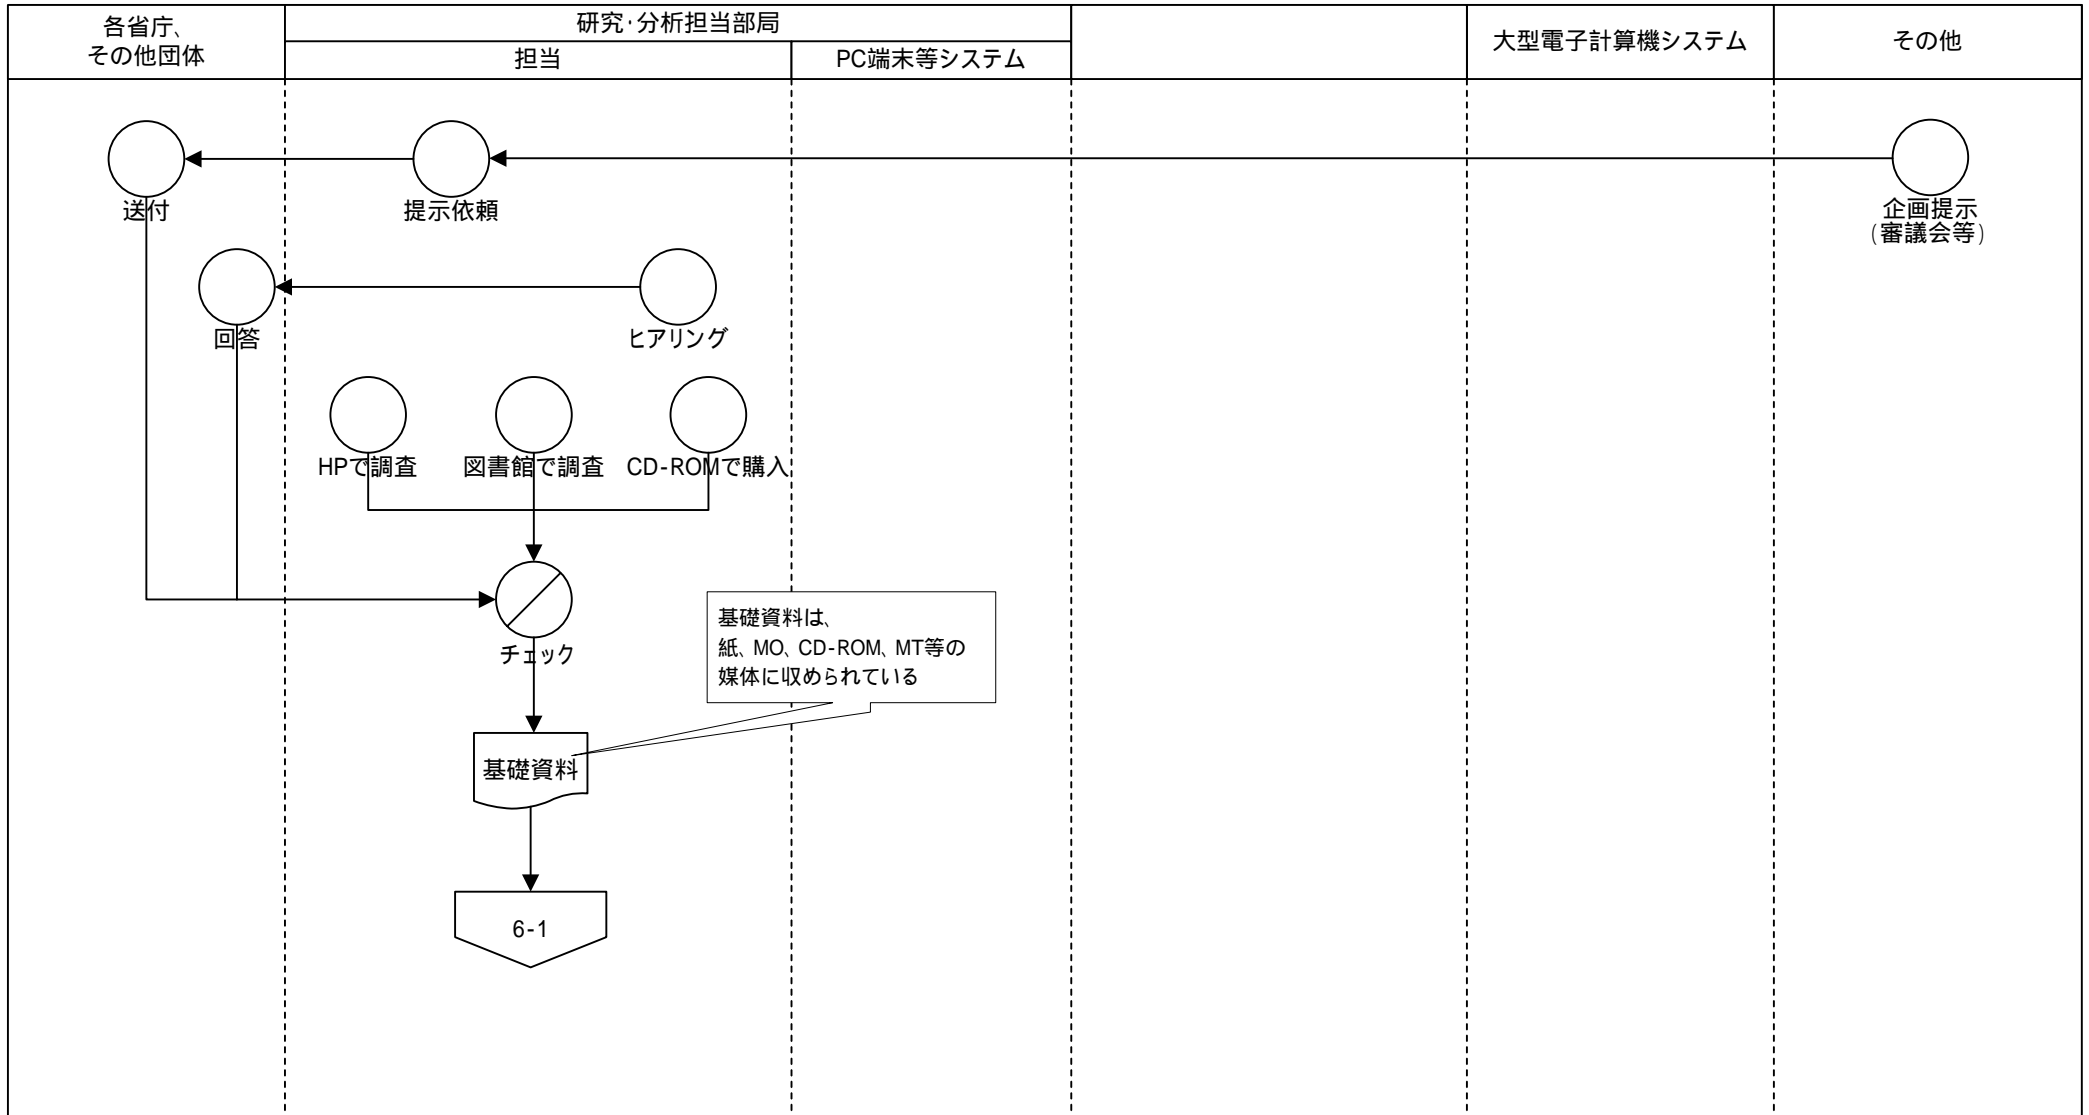 各省庁、
その他団体
研究・分析担当部局
担当
PC端末等システム
大型電子計算機システム
その他
送付
提示依頼
企画提示
(審議会等)
回答
ヒアリング
HPで調査
図書館で調査
CD-ROMで購入
チェック
基礎資料は、
紙、MO、CD-ROM、MT等の
媒体に収められている
基礎資料
6-1